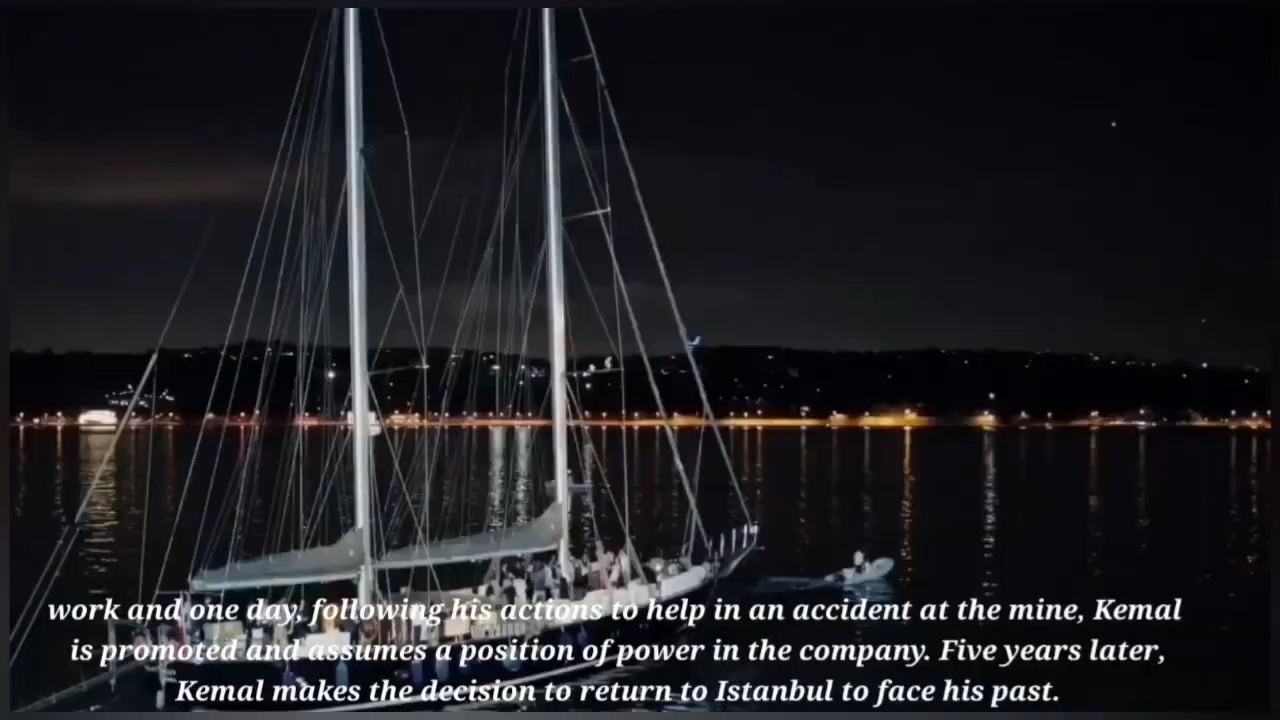 work and one day, following his actions to help in an accident at the mine, Kemal
is promoted and assumes a position of power in the company. Five years later,
Kemal makes the decision to return to Istanbul to face his past.